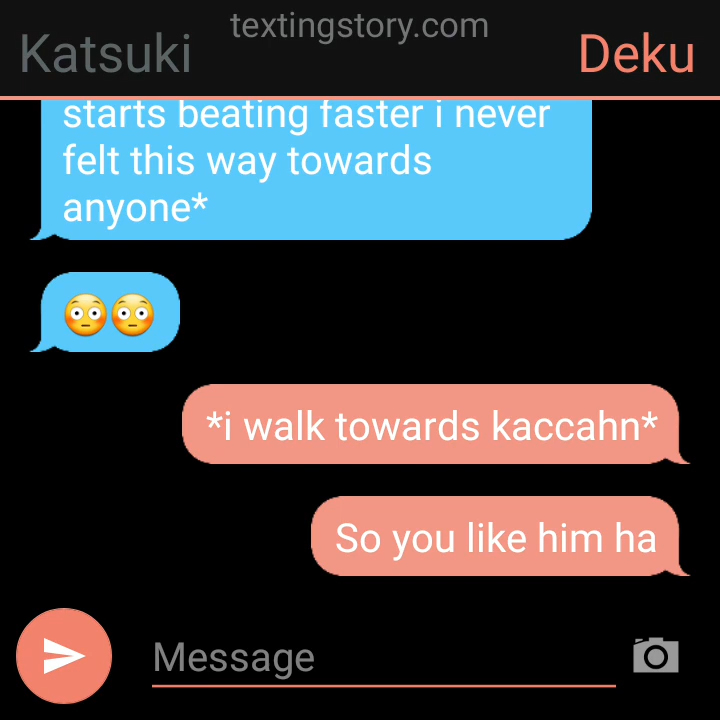 textingstory.com
Katsuki
Deku
starts beating faster i never
felt this way towards
anyone*
😳😳
*i walk towards kaccahn*
So you like him ha
Message